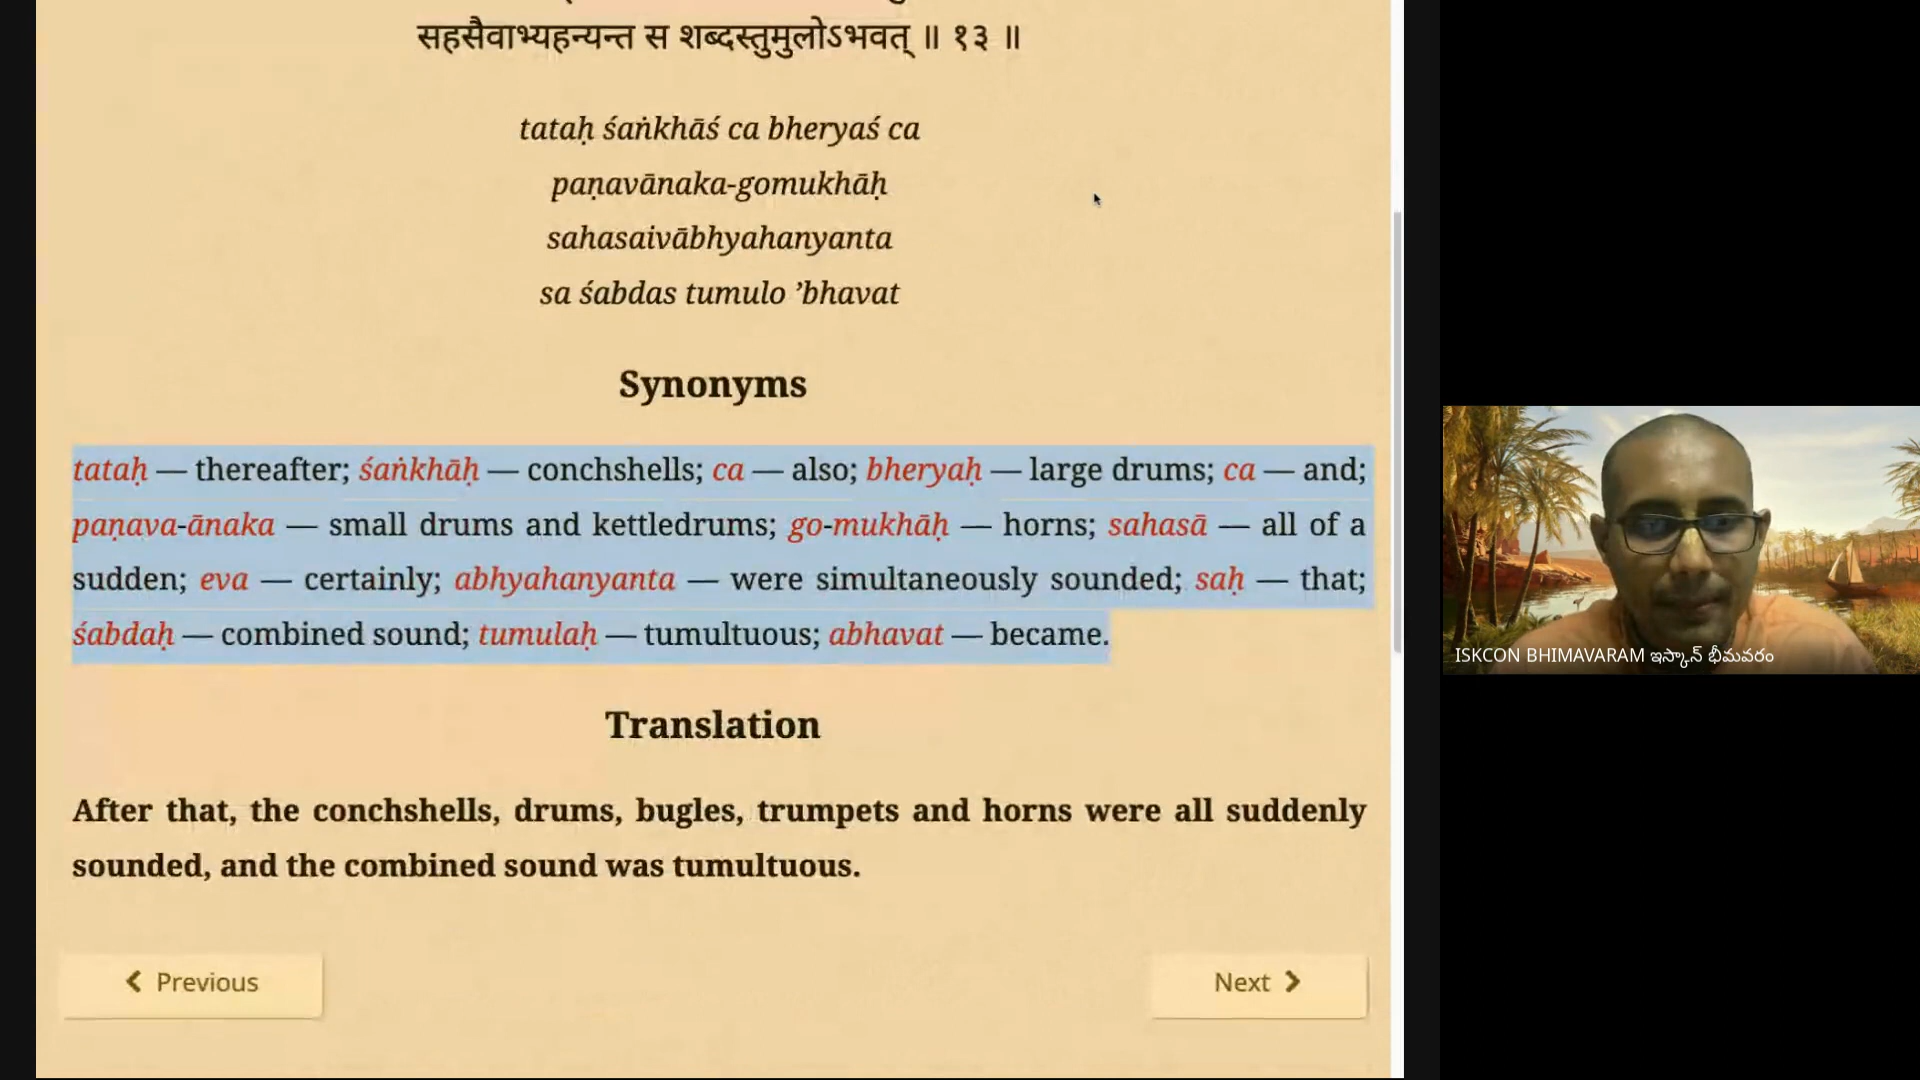 सहसैवाभ्यहन्यन्त स शब्दस्तुमुलोऽभवत् ॥ १३ ॥
tataḥ śaṅkhāś ca bheryaś ca
paṇavānaka-gomukhāḥ
sahasaivābhyahanyanta
sa śabdas tumulo ’bhavat
Synonyms
tataḥ — thereafter; śaṅkhāḥ — conchshells; ca — also; bheryaḥ — large drums; ca — and;
paṇava-ānaka — small drums and kettledrums; go-mukhāḥ — horns; sahasā — all of a
sudden; eva — certainly; abhyahanyanta — were simultaneously sounded; saḥ — that;
śabdaḥ — combined sound; tumulaḥ — tumultuous; abhavat — became.
Translation
After that, the conchshells, drums, bugles, trumpets and horns were all suddenly
sounded, and the combined sound was tumultuous.
Previous
Next
ISKCON BHIMAVARAM ఇస్కాన్ భీమవరం